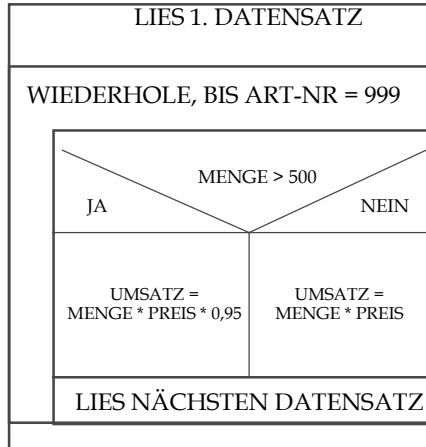 LIES 1. DATENSATZ
WIEDERHOLE, BIS ART-NR = 999
MENGE > 500
JA
NEIN
UMSATZ =
MENGE * PREIS * 0,95
UMSATZ =
MENGE * PREIS
LIES NÄCHSTEN DATENSATZ